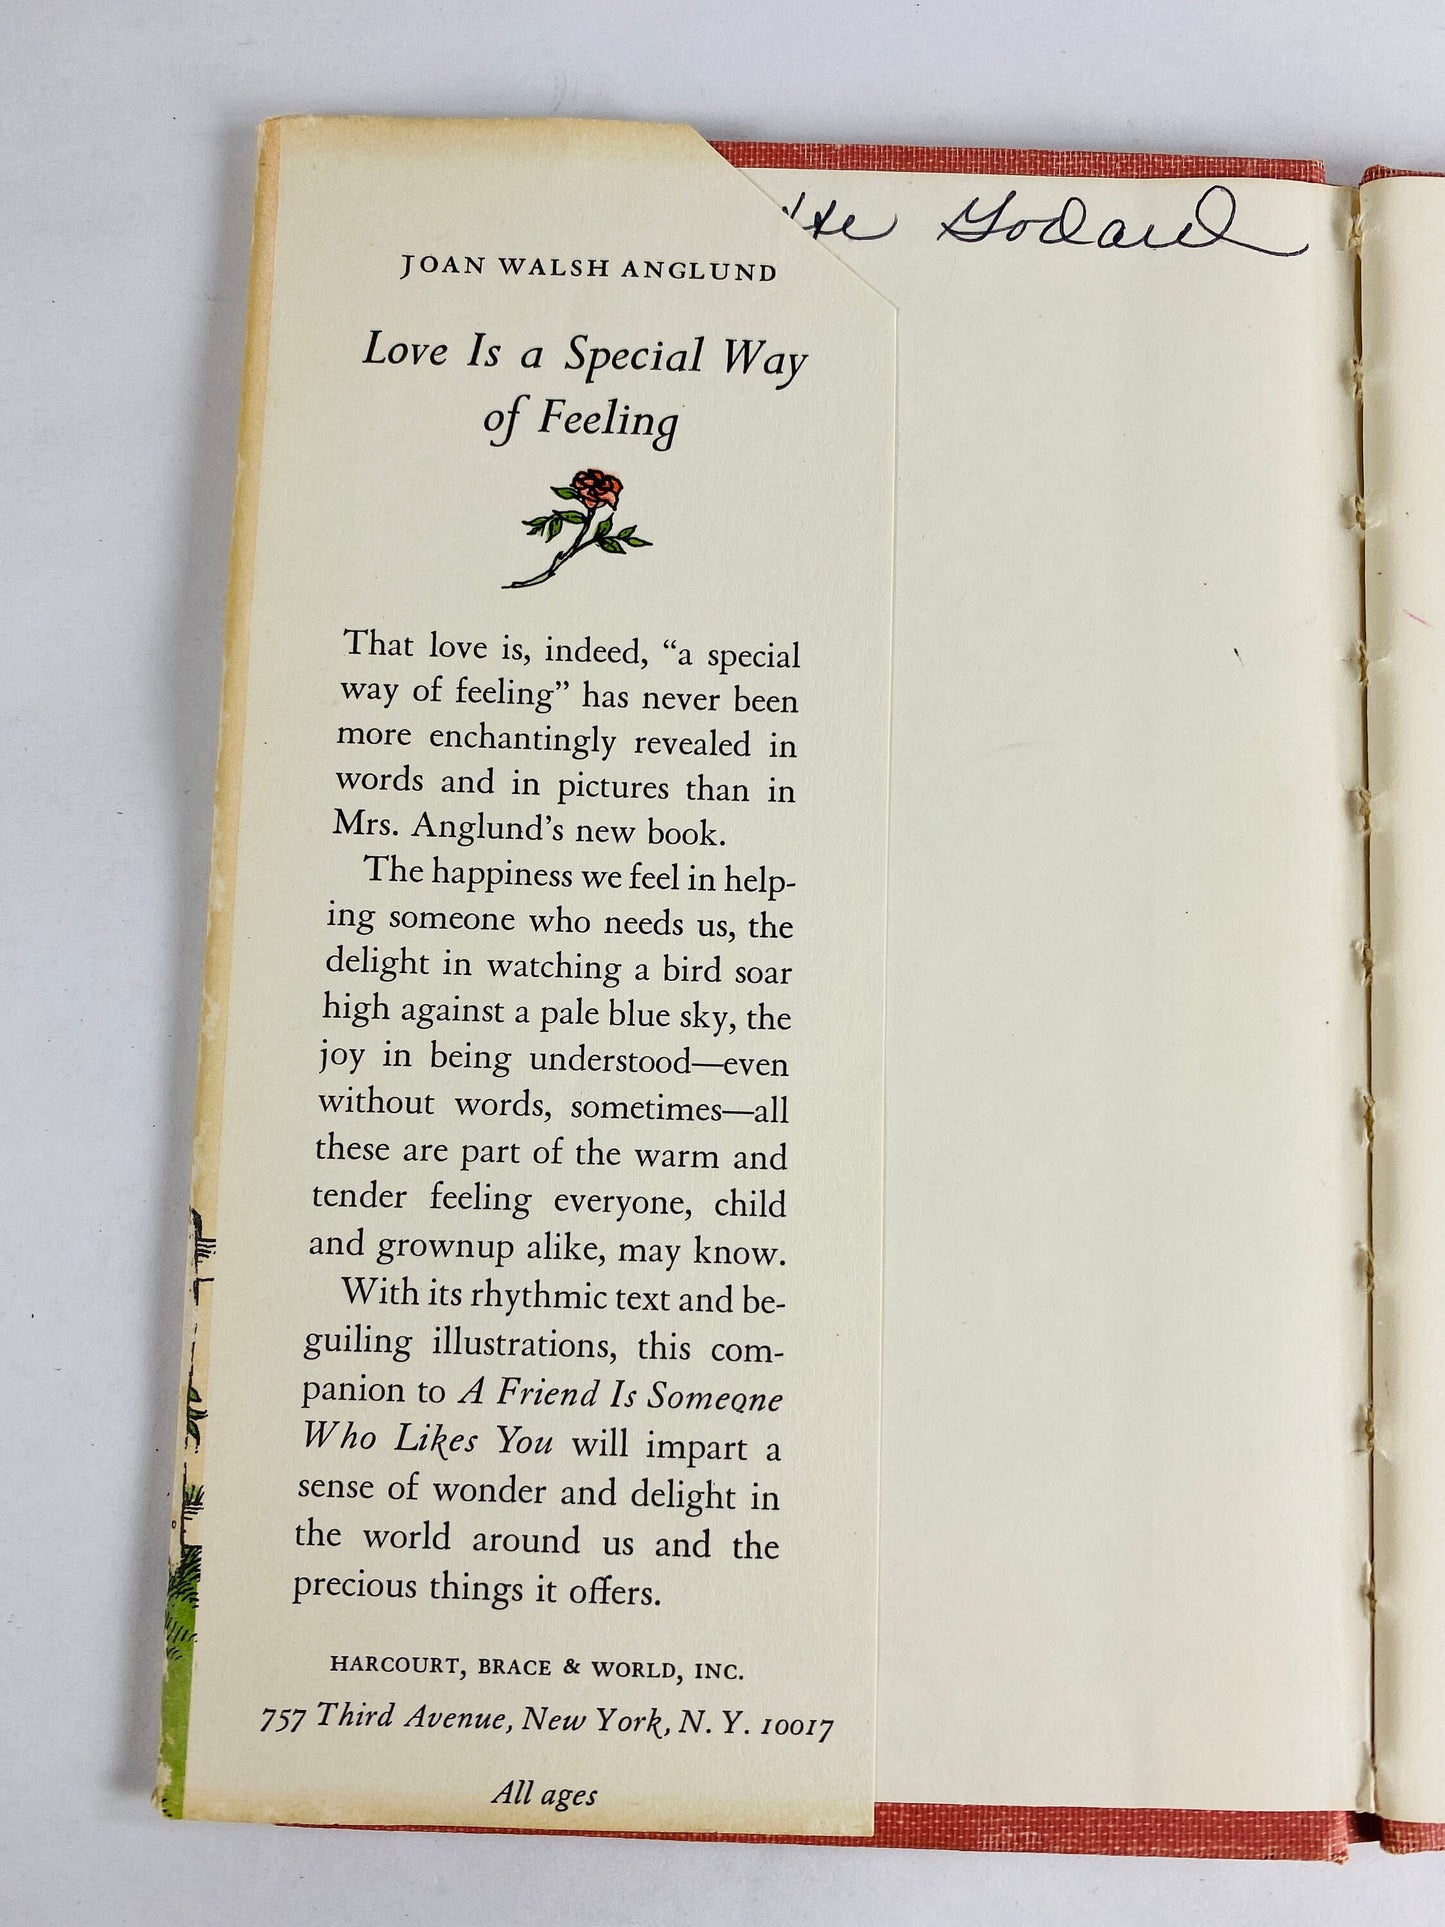 Godard
JOAN WALSH ANGLUND
Love Is a Special Way
of Feeling
That love is, indeed, “a special
way of feeling” has never been
more enchantingly revealed in
words and in pictures than in
Mrs. Anglund’s new book.
The happiness we feel in help-
ing someone who needs us, the
delight in watching a bird soar
high against a pale blue sky, the
joy in being understood—even
without words, sometimes—all
these are part of the warm and
tender feeling everyone, child
and grownup alike, may know.
With its rhythmic text and be-
guiling illustrations, this com-
panion to A Friend Is Someone
Who Likes You will impart a
sense of wonder and delight in
the world around us and the
precious things it offers.
HARCOURT, BRACE & WORLD, INC.
757 Third Avenue, New York, N. Y. 10017
All ages